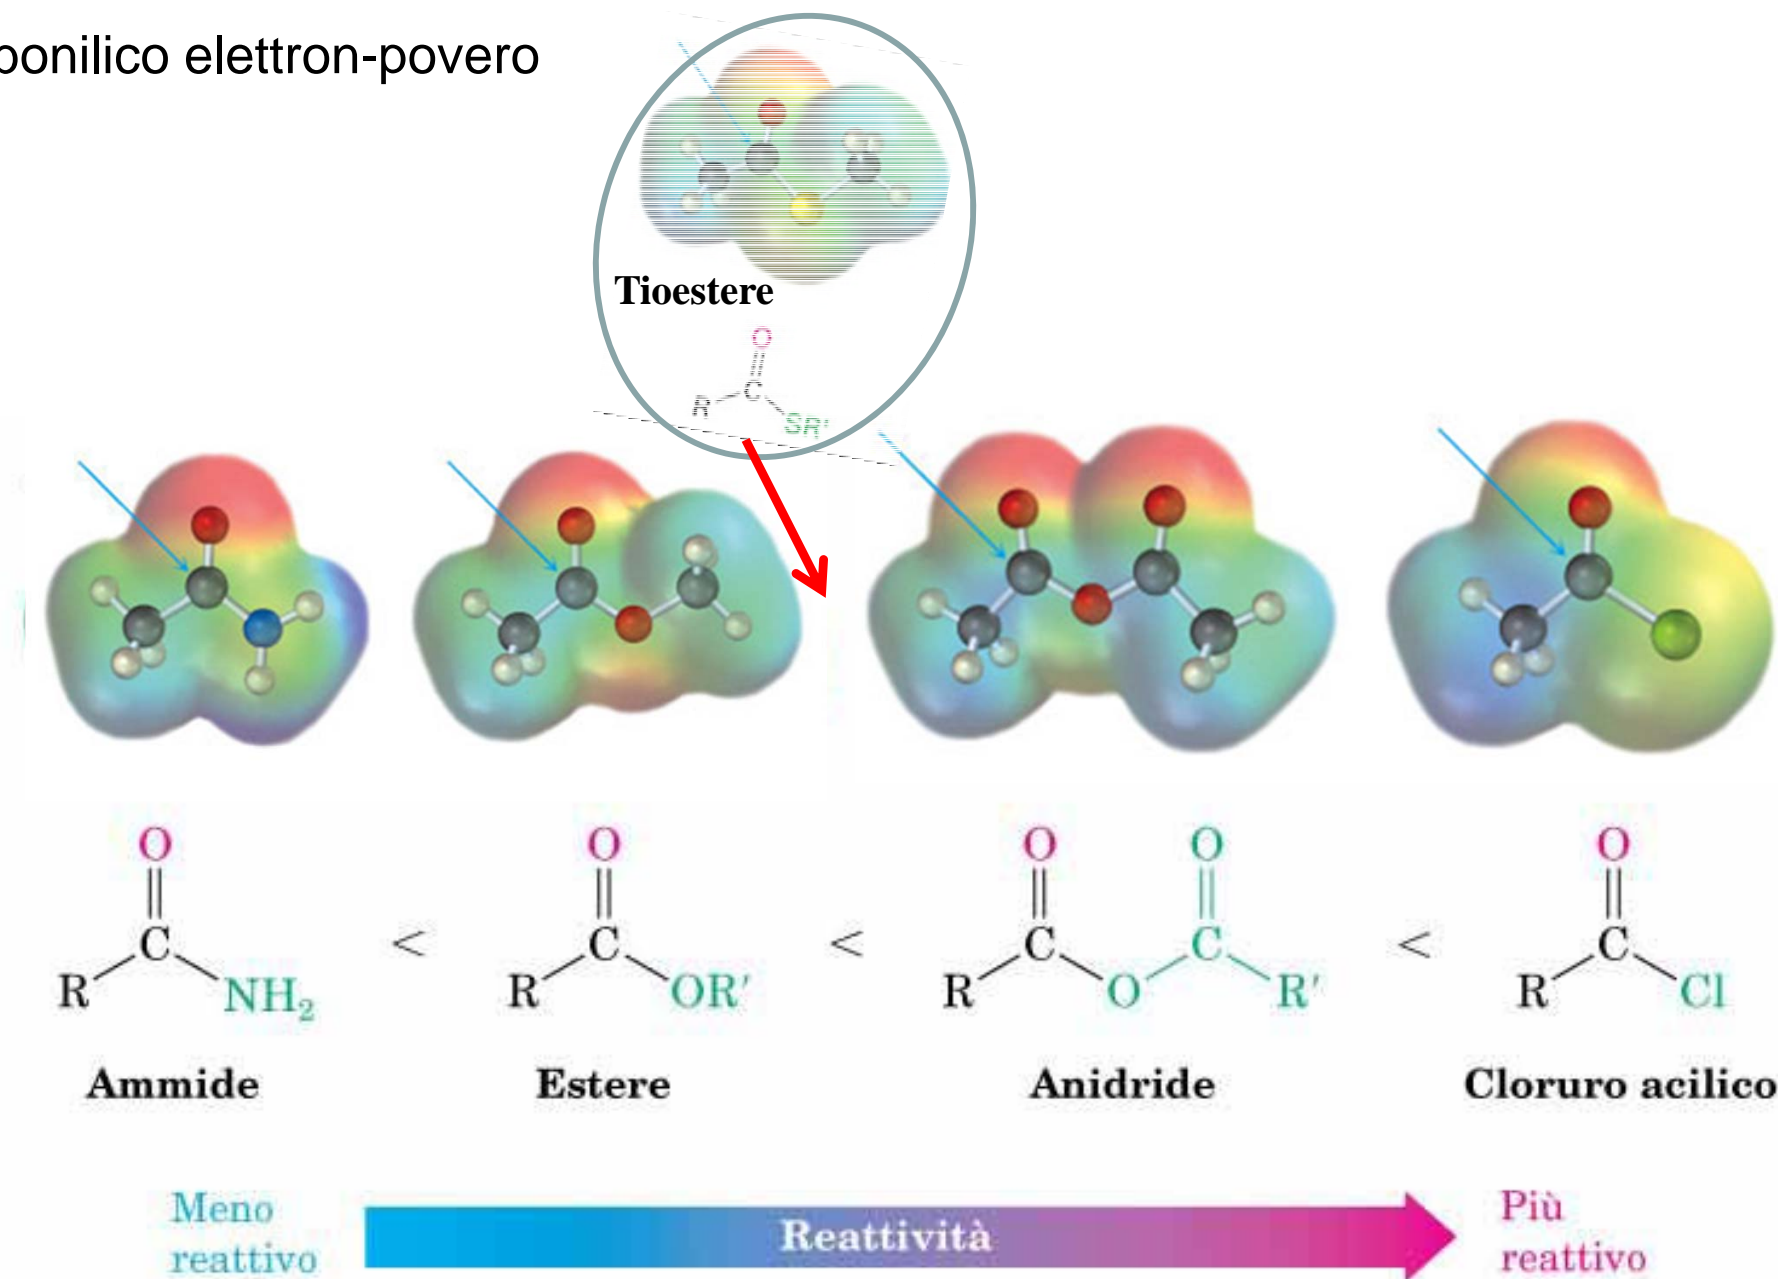 bonilico elettron-povero
Tioestere
O
C
R
SR'
O
C
R
NH₂
<
O
C
R
OR'
<
O
O
C
C
R
O
R'
<
O
C
R
Cl
Ammide
Estere
Anidride
Cloruro acilico
Meno
reattivo
Reattività
Più
reattivo